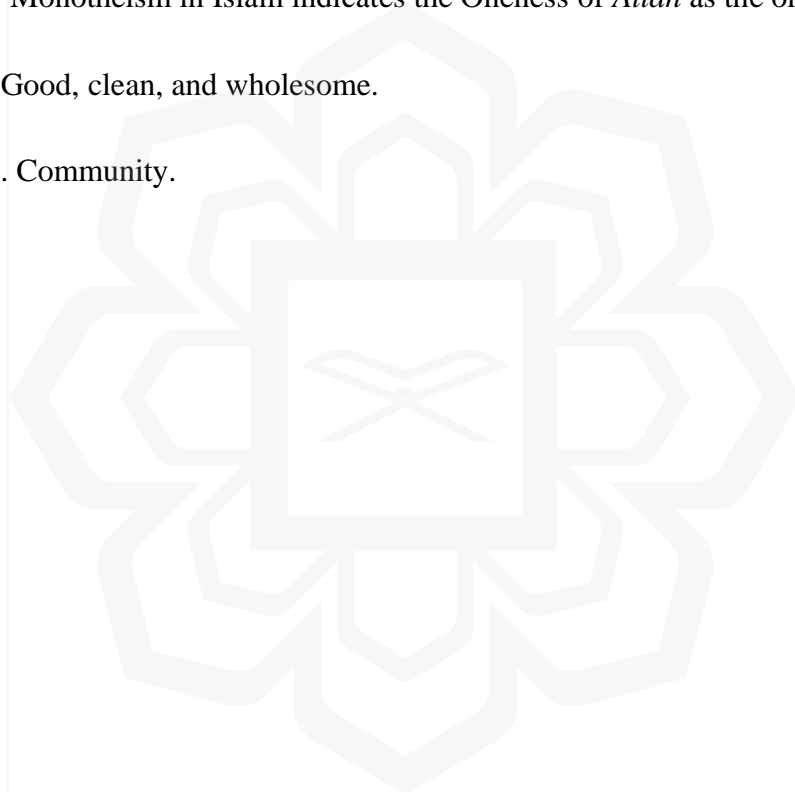 Monotheism in Islam indicates the Oneness of Allah as the
Good, clean, and wholesome.
. Community.